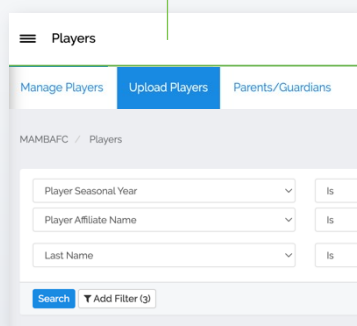 Players
Manage Players Upload Players Parents/Guardians
MAMBAFC / Players
Player Seasonal Year Is
Player Affiliate Name Is
Last Name Is
Search Add Filter (3)